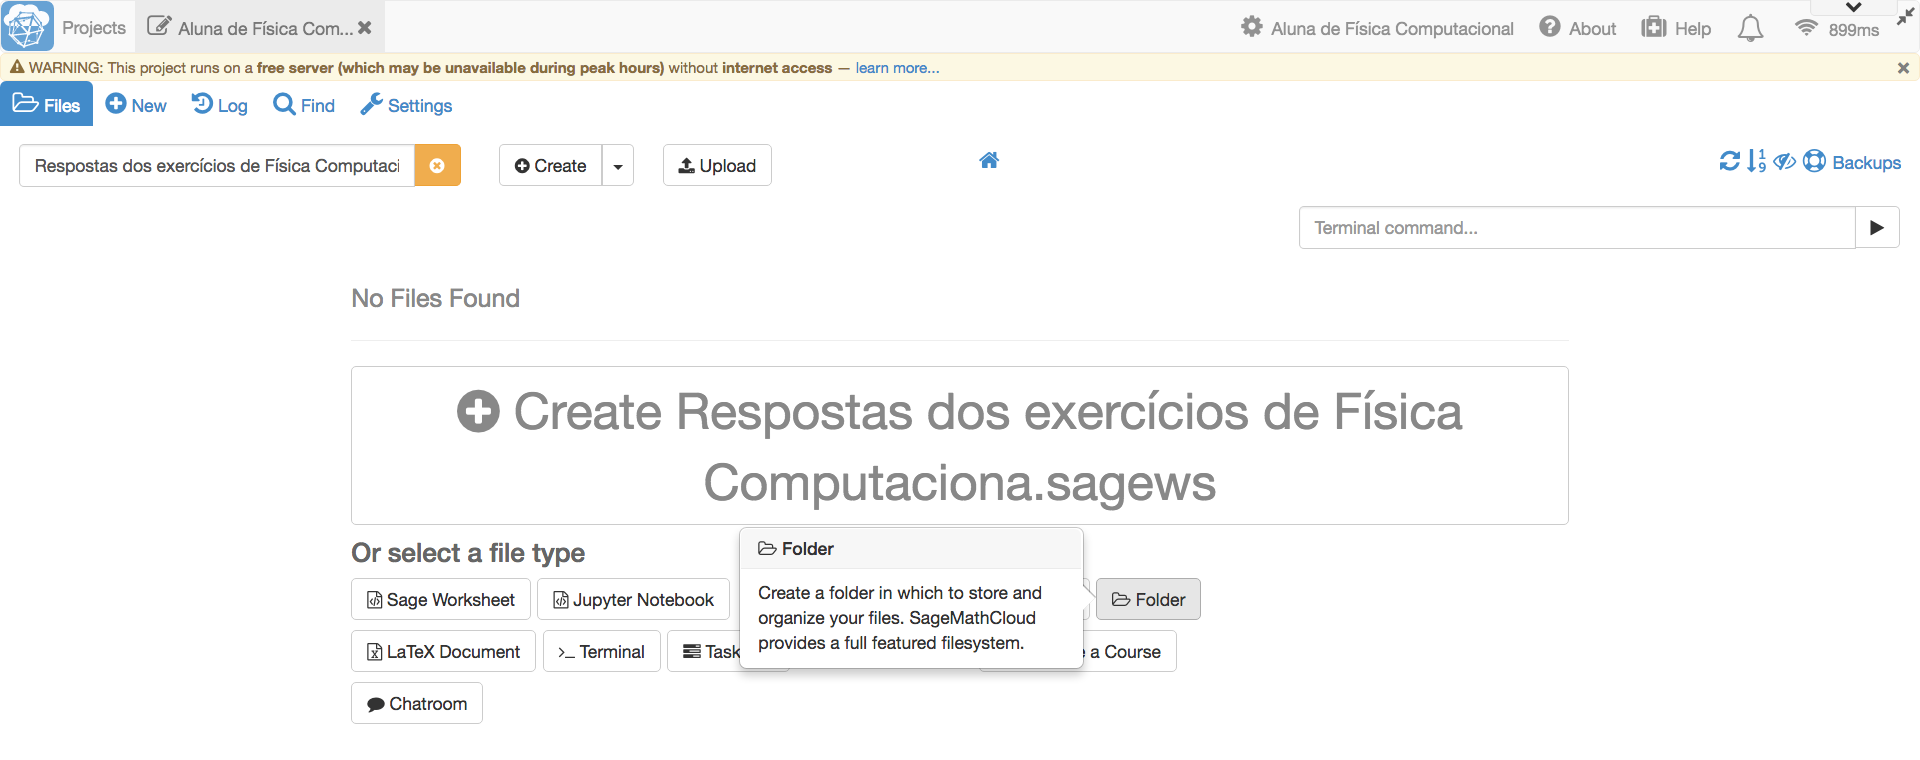 Projects
Aluna de Física Com...
Aluna de Física Computacional
About
Help
899ms
WARNING: This project runs on a free server (which may be unavailable during peak hours) without internet access — learn more...
Files
New
Log
Find
Settings
Respostas dos exercícios de Física Computaci
Create
Upload
Backups
Terminal command...
No Files Found
Create Respostas dos exercícios de Física
Computaciona.sagews
Or select a file type
Folder
Create a folder in which to store and
organize your files. SageMathCloud
provides a full featured filesystem.
Sage Worksheet
Jupyter Notebook
Folder
LaTeX Document
Terminal
Task
a Course
Chatroom